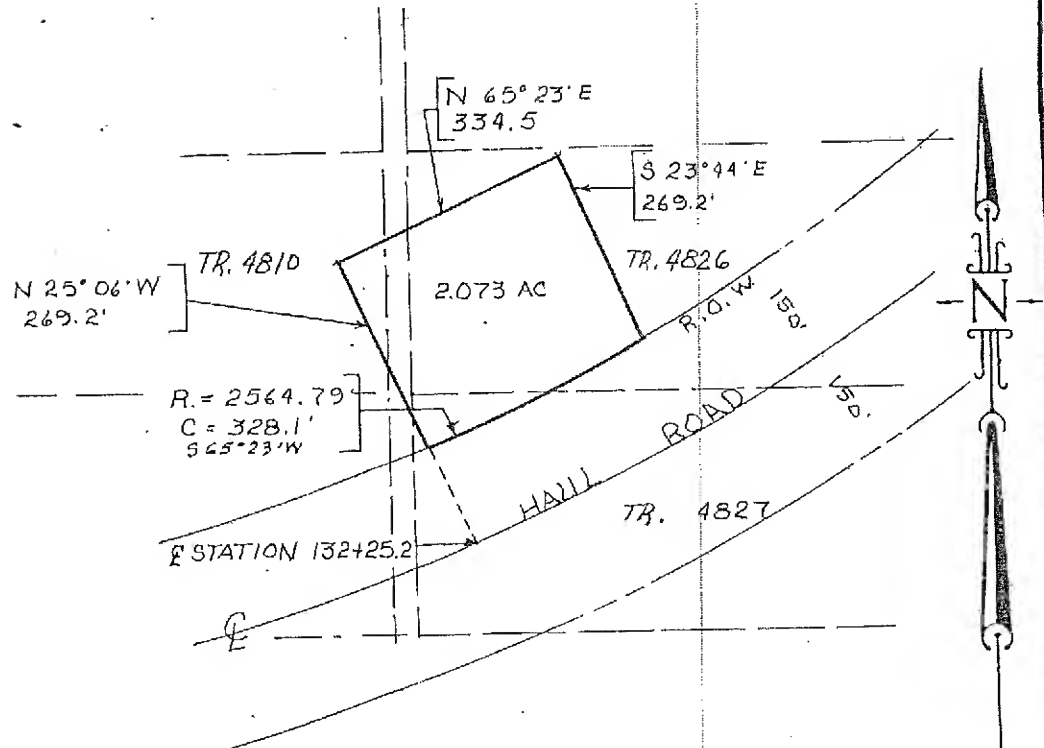 N 65° 23' E
334.5
S 23° 44' E
269.2'
TR. 4810
N 25° 06' W
269.2'
2.073 AC
TR. 4826
R.O.W.
150'
N
R. = 2564.79
C = 328.1'
S 65° 23' W
150'
HAUL ROAD
TR. 4827
℄ STATION 132+25.2
℄